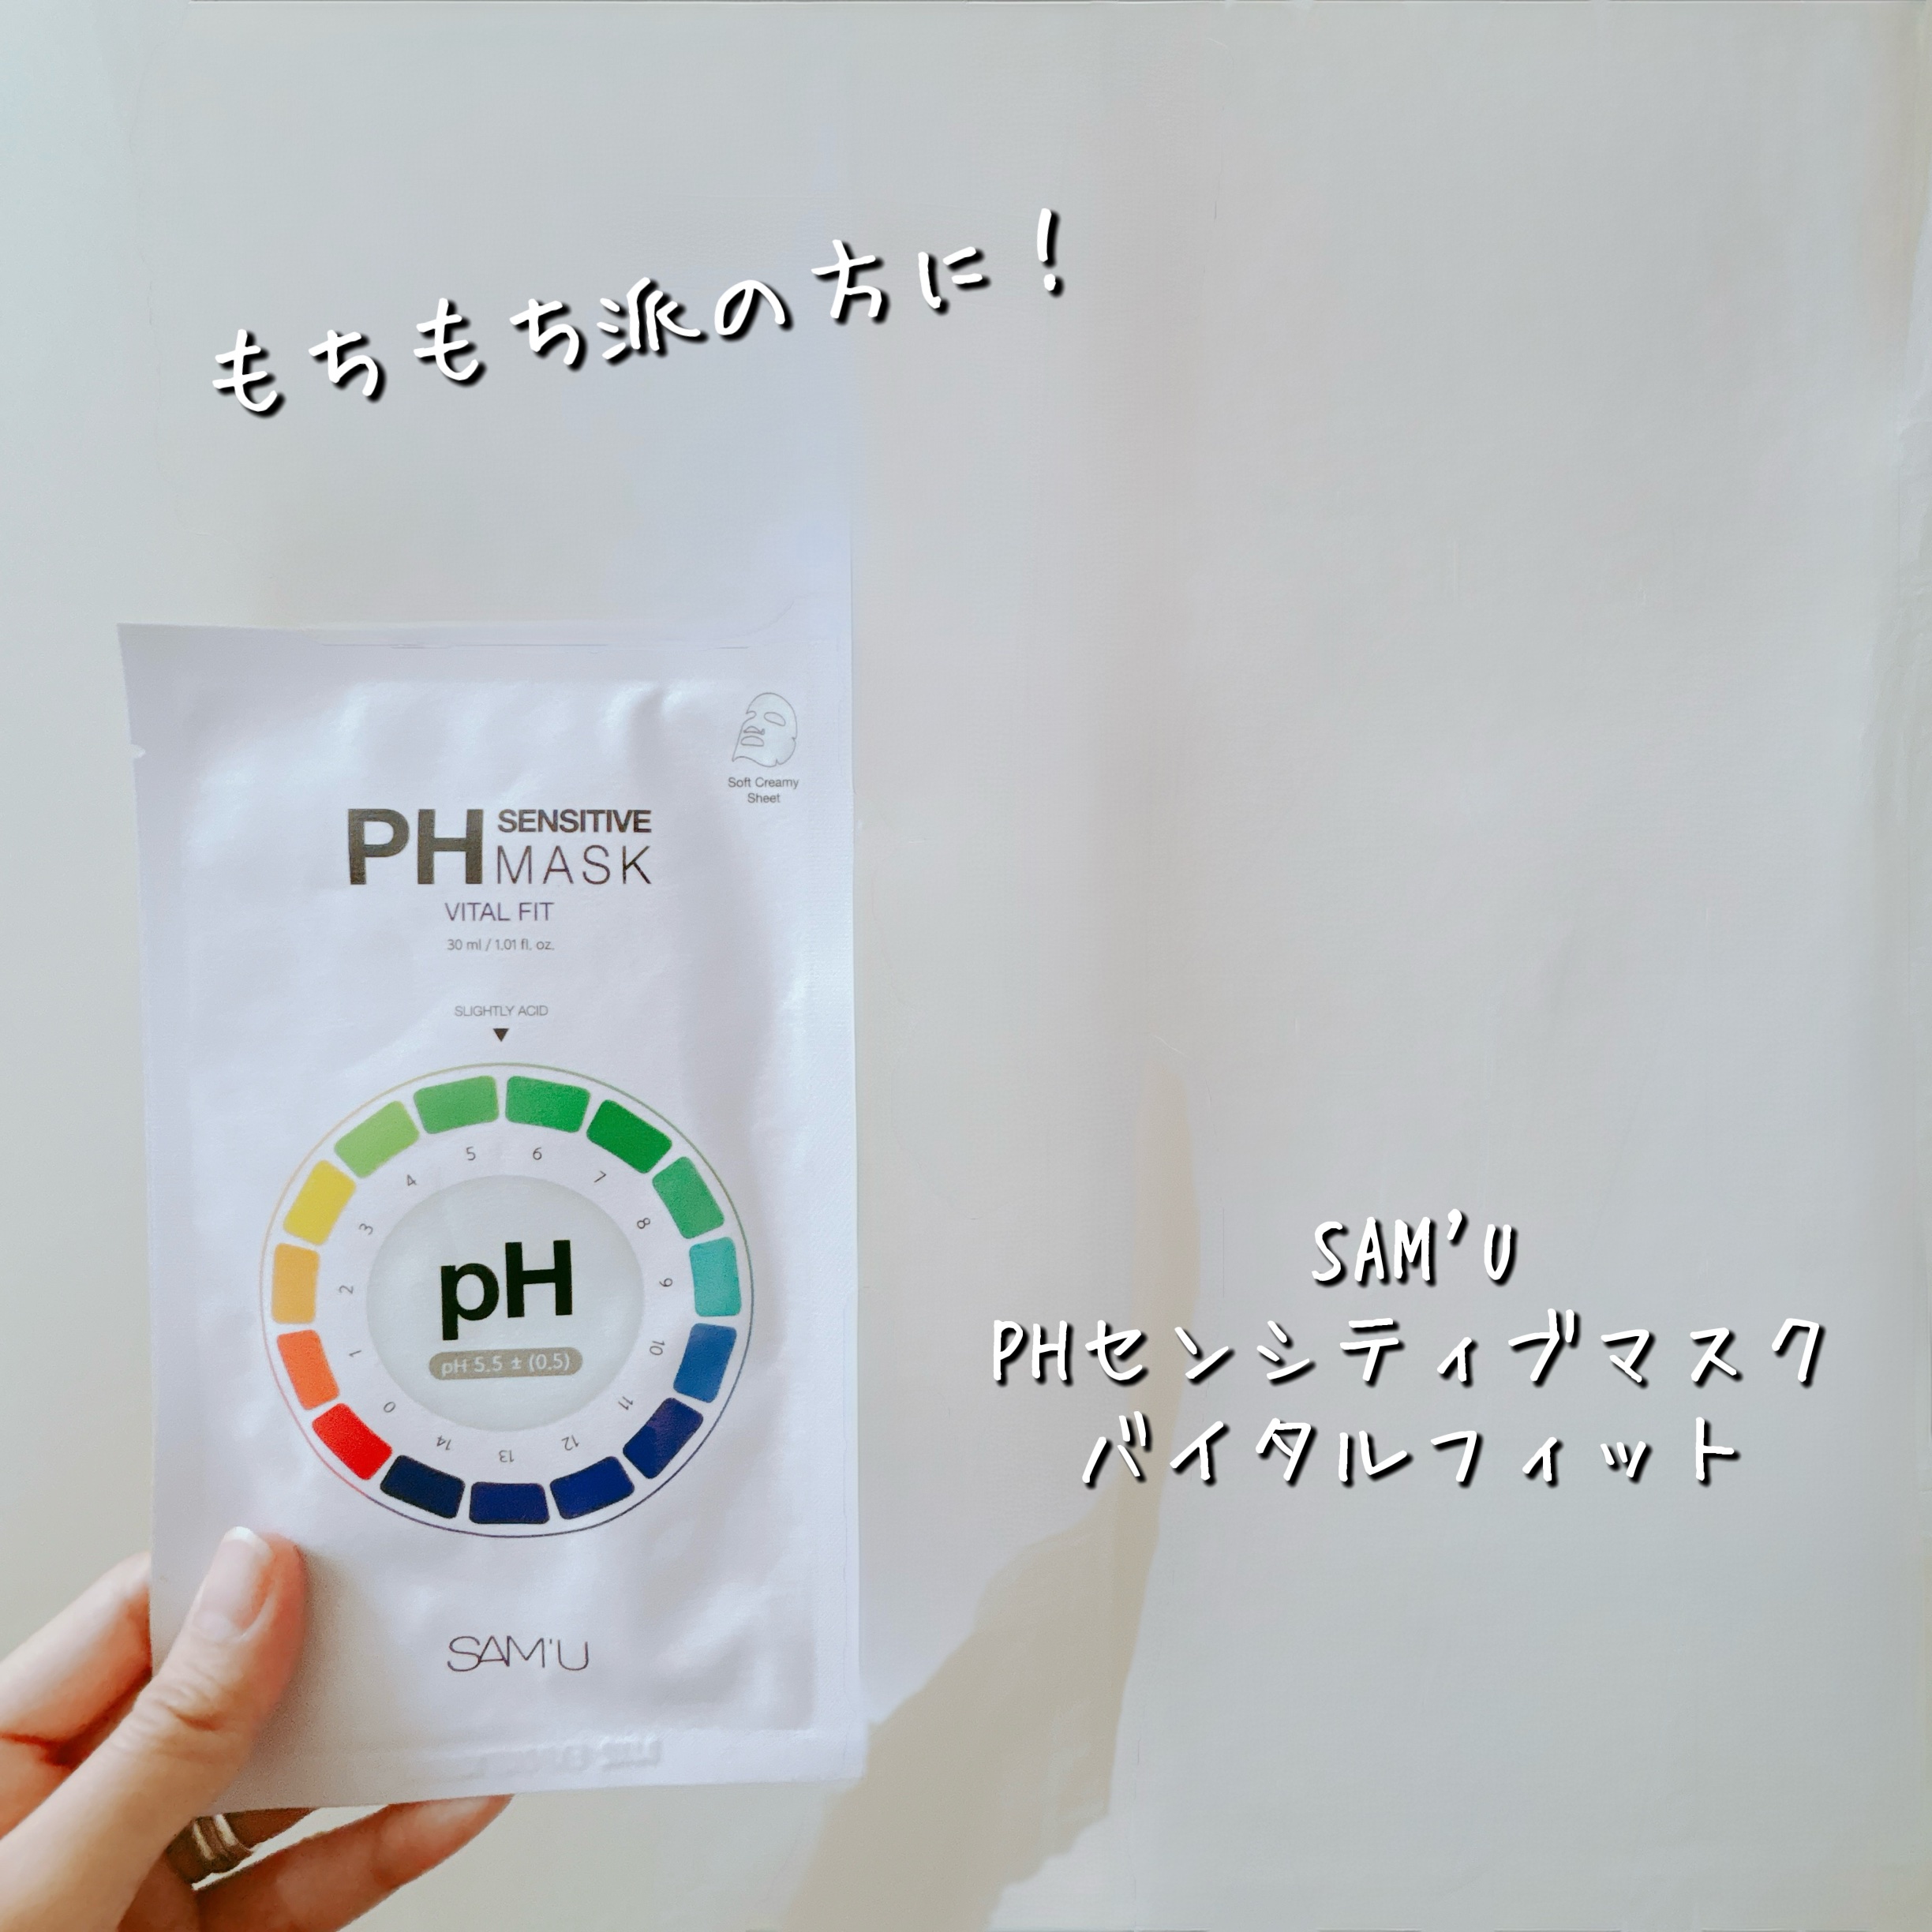 もちもち派の方に!
Soft Creamy
Sheet
PH SENSITIVE
MASK
VITAL FIT
30 ml / 1.01 fl. oz.
SLIGHTLY ACID
0
1
2
3
4
5
6
7
8
9
10
11
12
13
14
pH
pH 5.5 ± (0.5)
SAM'U
PHセンシティブマスク
バイタルフィット
SAM'U